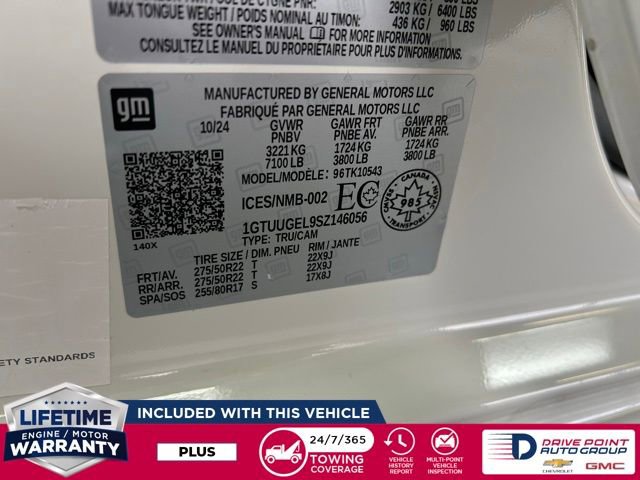 2903 KG / 6400 LBS
MAX TONGUE WEIGHT / POIDS NOMINAL AU TIMON: 436 KG / 960 LBS
SEE OWNER'S MANUAL FOR MORE INFORMATION
CONSULTEZ LE MANUEL DU PROPRIÉTAIRE POUR PLUS D'INFORMATION
gm
MANUFACTURED BY GENERAL MOTORS LLC
FABRIQUÉ PAR GENERAL MOTORS LLC
10/24 GVWR GAWR FRT GAWR RR
PNBV PNBE AV. PNBE ARR.
3221 KG 1724 KG 1724 KG
7100 LB 3800 LB 3800 LB
MODEL/MODÈLE: 96TK10543
ICES/NMB-002 EC
CANADA
985
1GTUUGEL9SZ146056
TYPE: TRU/CAM
140X
TIRE SIZE / DIM. PNEU RIM / JANTE
FRT/AV. 275/50R22 T 22X9J
RR/ARR. 275/50R22 T 22X9J
SPA/SOS 255/80R17 S 17X8J
ETY STANDARDS
LIFETIME
ENGINE / MOTOR
WARRANTY
INCLUDED WITH THIS VEHICLE
PLUS
24/7/365
TOWING
COVERAGE
VEHICLE
HISTORY
REPORT
MULTI-POINT
VEHICLE
INSPECTION
D
DRIVE POINT
AUTO GROUP
CHEVROLET
GMC